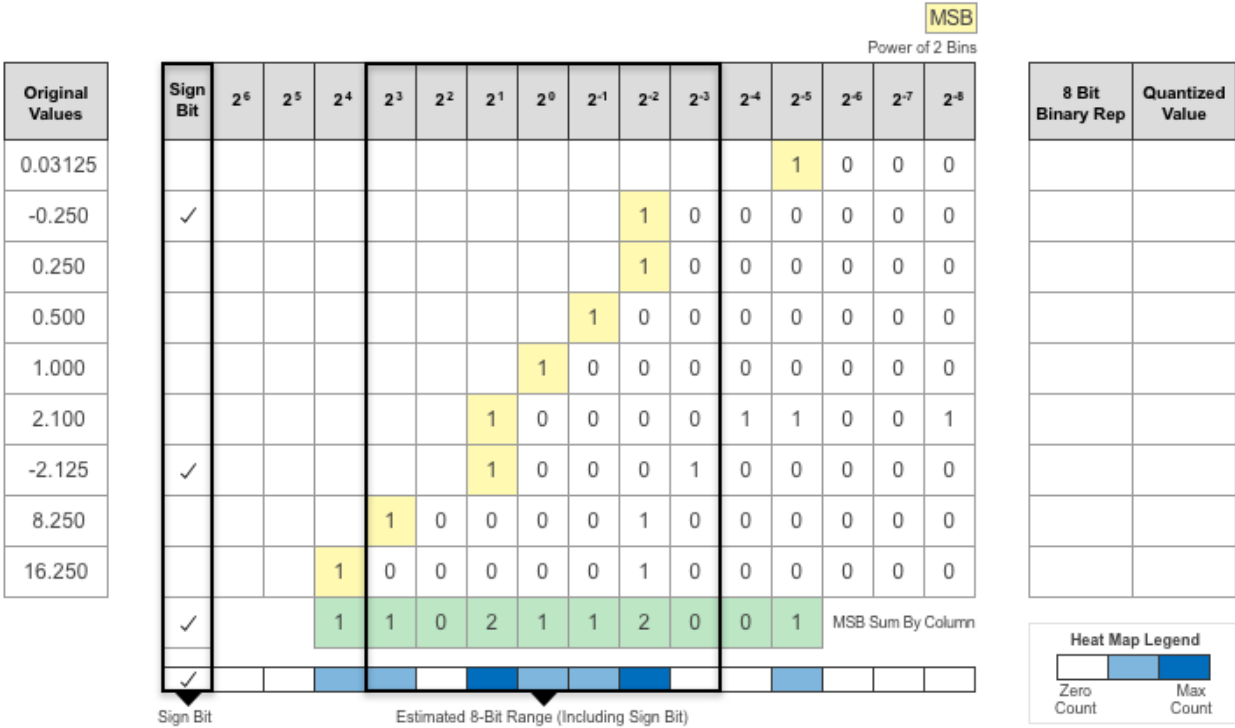 MSB
Power of 2 Bins
Original Values Sign Bit 2⁶ 2⁵ 2⁴ 2³ 2² 2¹ 2⁰ 2⁻¹ 2⁻² 2⁻³ 2⁻⁴ 2⁻⁵ 2⁻⁶ 2⁻⁷ 2⁻⁸ 8 Bit Binary Rep Quantized Value
0.03125 1 0 0 0
-0.250 ✓ 1 0 0 0 0 0 0
0.250 1 0 0 0 0 0 0
0.500 1 0 0 0 0 0 0 0
1.000 1 0 0 0 0 0 0 0 0
2.100 1 0 0 0 0 1 1 0 0 1
-2.125 ✓ 1 0 0 0 1 0 0 0 0 0
8.250 1 0 0 0 0 1 0 0 0 0 0 0
16.250 1 0 0 0 0 0 1 0 0 0 0 0 0
✓ 1 1 0 2 1 1 2 0 0 1 MSB Sum By Column
✓
Sign Bit Estimated 8-Bit Range (Including Sign Bit)
Heat Map Legend
Zero Count Max Count